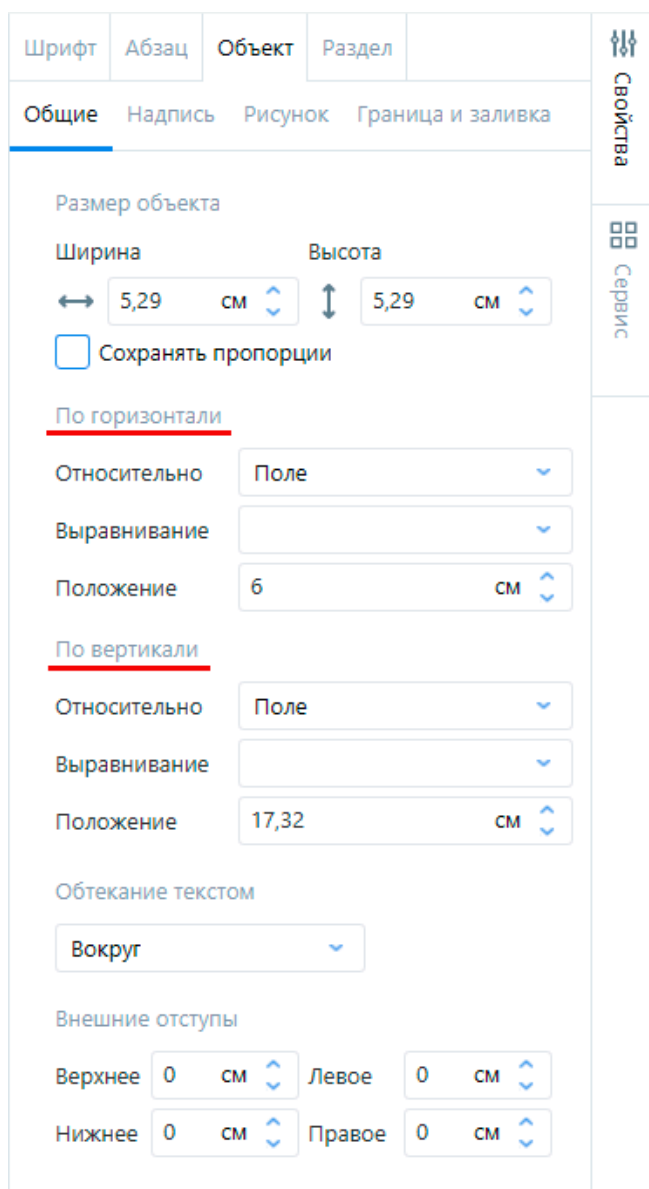 Шрифт Абзац Объект Раздел
Общие Надпись Рисунок Граница и заливка
Свойства
Сервис
Размер объекта
Ширина Высота
5,29 см 5,29 см
Сохранять пропорции
По горизонтали
Относительно Поле
Выравнивание
Положение 6 см
По вертикали
Относительно Поле
Выравнивание
Положение 17,32 см
Обтекание текстом
Вокруг
Внешние отступы
Верхнее 0 см Левое 0 см
Нижнее 0 см Правое 0 см